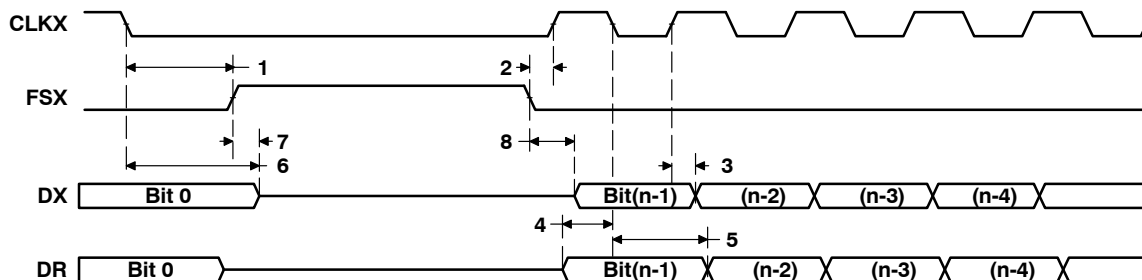 CLKX
1
2
FSX
7
8
6
3
DX
Bit 0
Bit(n-1)
(n-2)
(n-3)
(n-4)
4
5
DR
Bit 0
Bit(n-1)
(n-2)
(n-3)
(n-4)